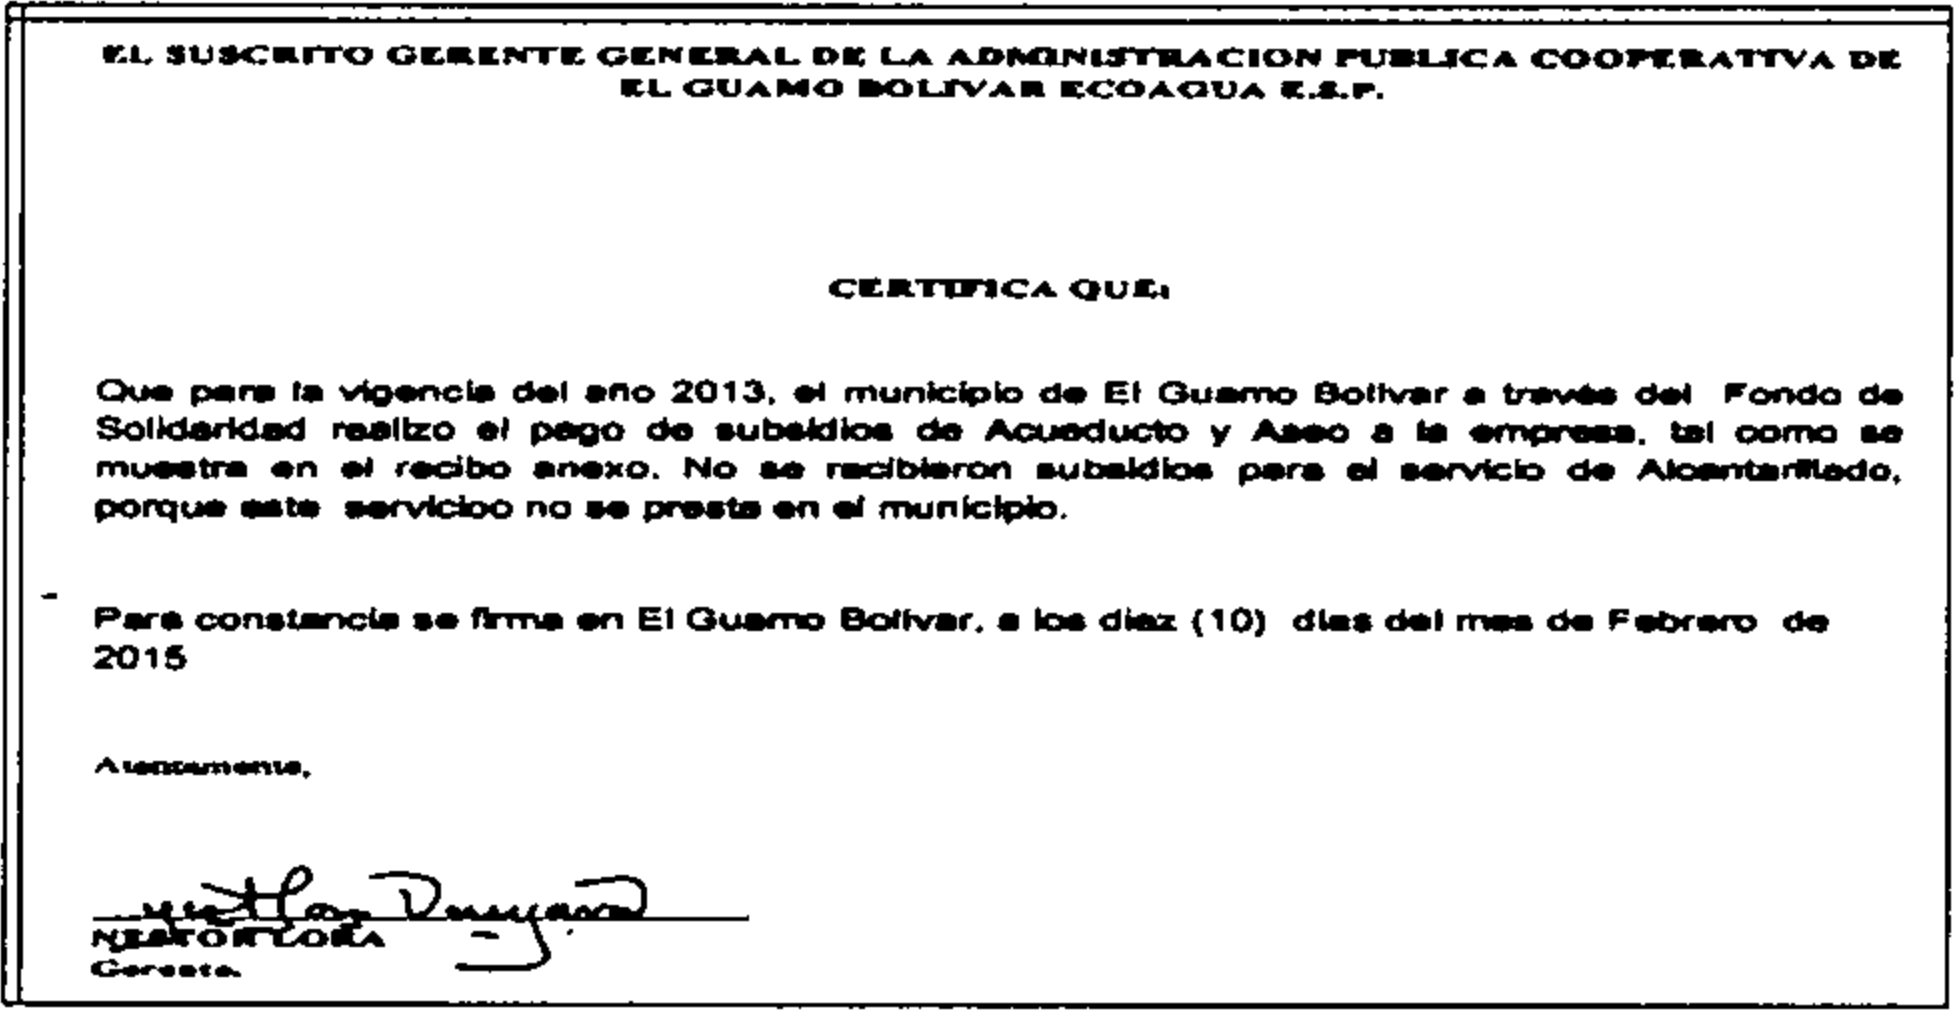 EL SUSCRITO GERENTE GENERAL DE LA ADMINISTRACION PUBLICA COOPERATIVA DE
EL GUAMO BOLIVAR ECOAGUA E.S.P.
CERTIFICA QUE:
Que para la vigencia del año 2013, el municipio de El Guamo Bolivar a través del Fondo de
Solidaridad realizo el pago de subsidios de Acueducto y Aseo a la empresa, tal como se
muestra en el recibo anexo. No se recibieron subsidios para el servicio de Alcantarillado,
porque este servicioo no se presta en el município.
Para constancia se firma en El Guamo Bolívar, a los diez (10) días del mes de Febrero de
2015
Atentamente,
NESTOR LORA
Gerente.